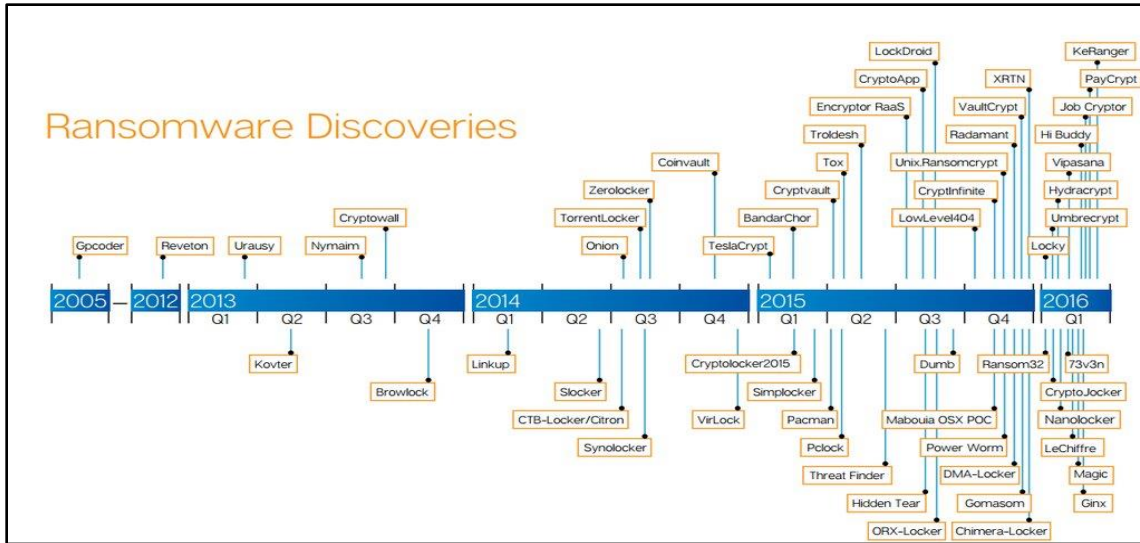 Ransomware Discoveries
LockDroid
KeRanger
CryptoApp
XRTN
PayCrypt
Encryptor RaaS
VaultCrypt
Job Cryptor
Troldesh
Radamant
Hi Buddy
Coinvault
Tox
Unix.Ransomcrypt
Vipasana
Zerolocker
Cryptvault
CryptInfinite
Hydracrypt
Cryptowall
TorrentLocker
BandarChor
LowLevel404
Umbrecrypt
Gpcoder
Reveton
Urausy
Nymaim
Onion
TeslaCrypt
Locky
2005
2012
2013
2014
2015
2016
Q1
Q2
Q3
Q4
Q1
Q2
Q3
Q4
Q1
Q2
Q3
Q4
Q1
Kovter
Linkup
Cryptolocker2015
Dumb
Ransom32
73v3n
Browlock
Slocker
Simplocker
CryptoJocker
CTB-Locker/Citron
VirLock
Pacman
Mabouia OSX POC
Nanolocker
Synolocker
Pclock
Power Worm
LeChiffre
Threat Finder
DMA-Locker
Magic
Hidden Tear
Gomasom
Ginx
ORX-Locker
Chimera-Locker